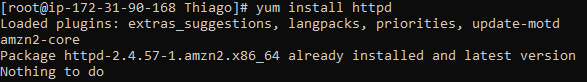 [root@ip-172-31-90-168 Thiago]# yum install httpd
Loaded plugins: extras_suggestions, langpacks, priorities, update-motd
amzn2-core
Package httpd-2.4.57-1.amzn2.x86_64 already installed and latest version
Nothing to do